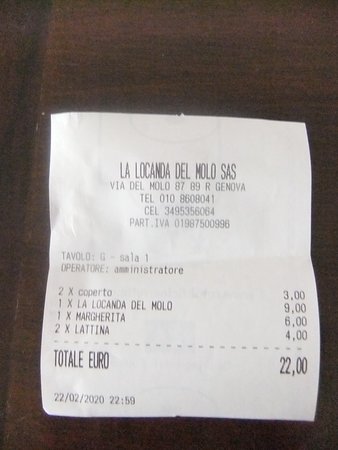 LA LOCANDA DEL MOLO SAS
VIA DEL MOLO 87 89 R GENOVA
TEL 010 8608041
CEL 3495356064
PART.IVA 01987500996
TAVOLO: G - sala 1
OPERATORE: amministratore
2 X coperto 3,00
1 X LA LOCANDA DEL MOLO 9,00
1 X MARGHERITA 6,00
2 X LATTINA 4,00
TOTALE EURO 22,00
22/02/2020 22:59